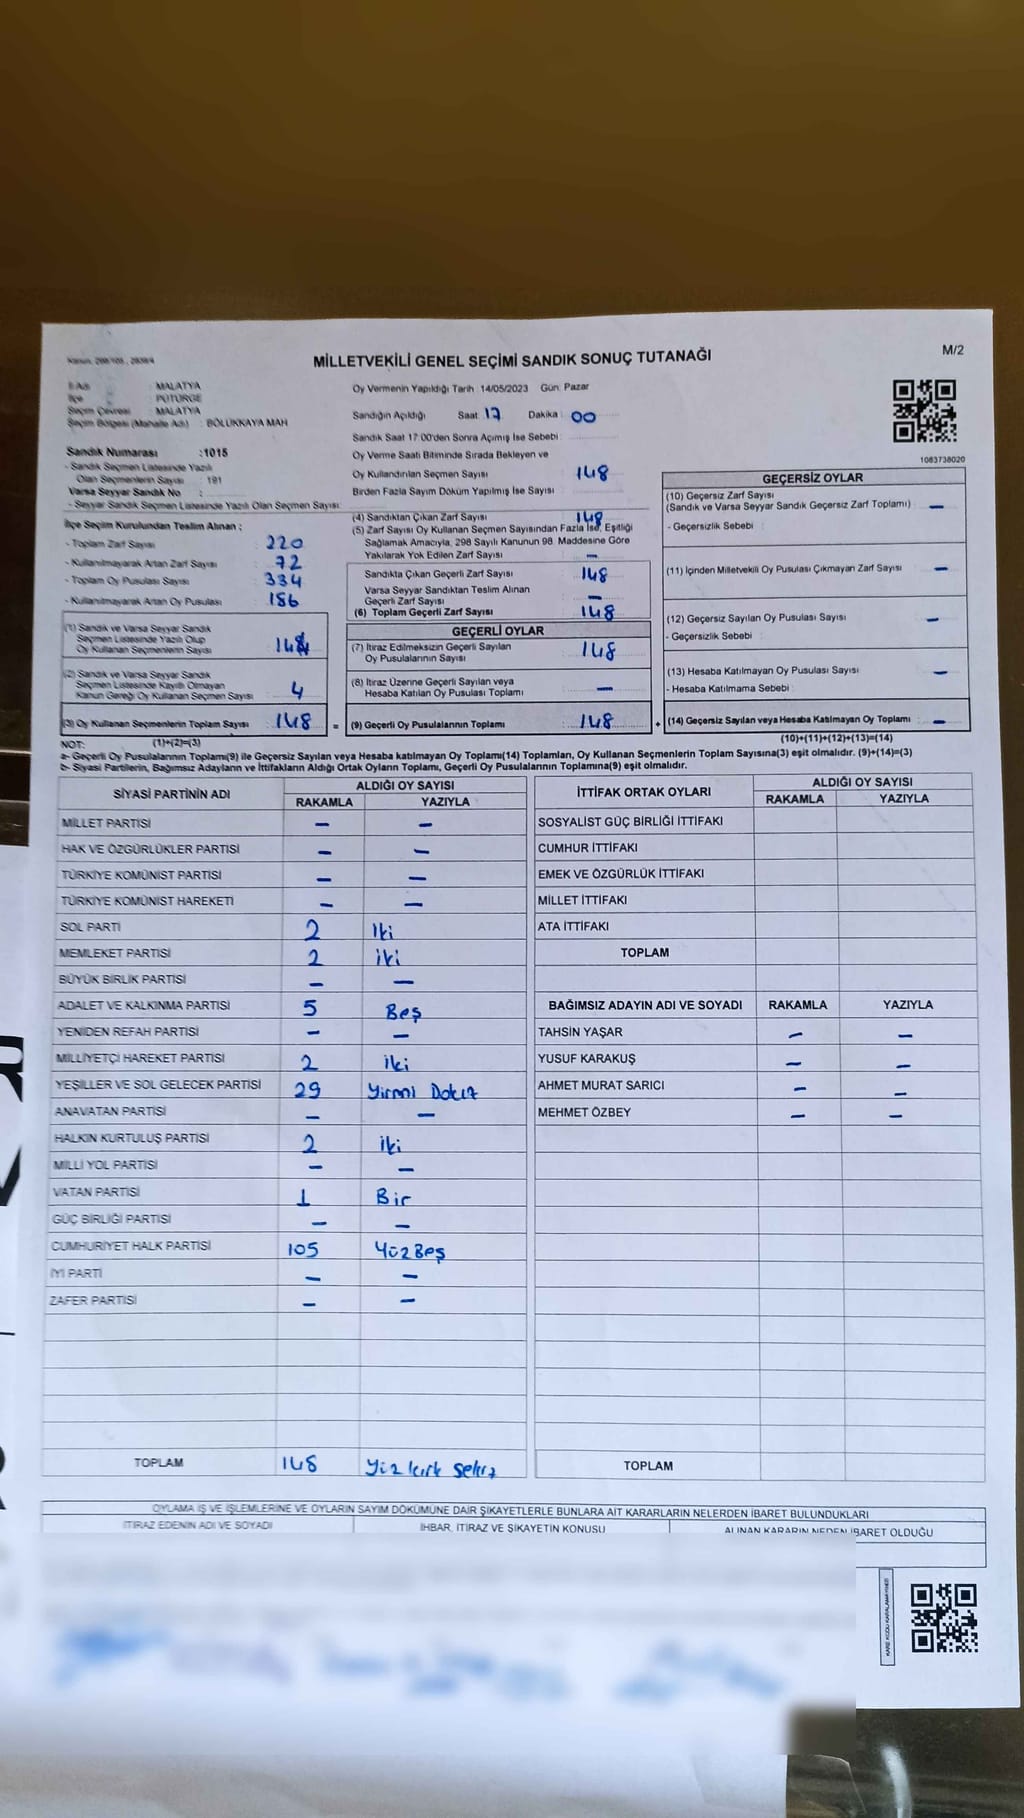 MİLLETVEKİLİ GENEL SEÇİMİ SANDIK SONUÇ TUTANAĞI
M/2
İl Adı : MALATYA
İlçe : PÜTÜRGE
Seçim Çevresi : MALATYA
Seçim Bölgesi (Mahalle Adı) : BÖLÜKKAYA MAH
Sandık Numarası :1015
- Sandık Seçmen Listesinde Yazılı
Olan Seçmenlerin Sayısı : 191
Varsa Seyyar Sandık No :
- Seyyar Sandık Seçmen Listesinde Yazılı Olan Seçmen Sayısı:
İlçe Seçim Kurulundan Teslim Alınan ;
- Toplam Zarf Sayısı 220
- Kullanılmayarak Artan Zarf Sayısı 72
- Toplam Oy Pusulası Sayısı 334
- Kullanılmayarak Artan Oy Pusulası 186
(1) Sandık ve Varsa Seyyar Sandık
Seçmen Listesinde Yazılı Olup
Oy Kullanan Seçmenlerin Sayısı
(2) Sandık ve Varsa Seyyar Sandık
Seçmen Listesinde Kayıtlı Olmayan
Kanun Gereği Oy Kullanan Seçmen Sayısı 4
(3) Oy Kullanan Seçmenlerin Toplam Sayısı 148 =
(1)+(2)=(3)
Oy Vermenin Yapıldığı Tarih : 14/05/2023 Gün: Pazar
Sandığın Açıldığı Saat 17 Dakika : 00
Sandık Saat 17:00'den Sonra Açımış İse Sebebi :
Oy Verme Saati Bitiminde Sırada Bekleyen ve
Oy Kullandırılan Seçmen Sayısı 148
Birden Fazla Sayım Döküm Yapılmış İse Sayısı
(4) Sandıktan Çıkan Zarf Sayısı 148
(5) Zarf Sayısı Oy Kullanan Seçmen Sayısından Fazla İse, Eşitliği
Sağlamak Amacıyla, 298 Sayılı Kanunun 98. Maddesine Göre
Yakılarak Yok Edilen Zarf Sayısı —
Sandıkta Çıkan Geçerli Zarf Sayısı 148
Varsa Seyyar Sandıktan Teslim Alınan
Geçerli Zarf Sayısı —
(6) Toplam Geçerli Zarf Sayısı 148
GEÇERLİ OYLAR
(7) İtiraz Edilmeksizin Geçerli Sayılan
Oy Pusulalarının Sayısı 148
(8) İtiraz Üzerine Geçerli Sayılan veya
Hesaba Katılan Oy Pusulası Toplamı —
(9) Geçerli Oy Pusulalarının Toplamı 148 +
1083738020
GEÇERSİZ OYLAR
(10) Geçersiz Zarf Sayısı
(Sandık ve Varsa Seyyar Sandık Geçersiz Zarf Toplamı) —
- Geçersizlik Sebebi :
(11) İçinden Milletvekili Oy Pusulası Çıkmayan Zarf Sayısı —
(12) Geçersiz Sayılan Oy Pusulası Sayısı —
- Geçersizlik Sebebi :
(13) Hesaba Katılmayan Oy Pusulası Sayısı —
- Hesaba Katılmama Sebebi :
(14) Geçersiz Sayılan veya Hesaba Katılmayan Oy Toplamı —
(10)+(11)+(12)+(13)=(14)
NOT:
a- Geçerli Oy Pusulalarının Toplamı(9) ile Geçersiz Sayılan veya Hesaba katılmayan Oy Toplamı(14) Toplamları, Oy Kullanan Seçmenlerin Toplam Sayısına(3) eşit olmalıdır. (9)+(14)=(3)
b- Siyasi Partilerin, Bağımsız Adayların ve İttifakların Aldığı Ortak Oyların Toplamı, Geçerli Oy Pusulalarının Toplamına(9) eşit olmalıdır.
SİYASİ PARTİNİN ADI ALDIĞI OY SAYISI
RAKAMLA YAZIYLA
MİLLET PARTİSİ — —
HAK VE ÖZGÜRLÜKLER PARTİSİ — —
TÜRKİYE KOMÜNİST PARTİSİ — —
TÜRKİYE KOMÜNİST HAREKETİ — —
SOL PARTİ 2 İki
MEMLEKET PARTİSİ 2 iki
BÜYÜK BİRLİK PARTİSİ — —
ADALET VE KALKINMA PARTİSİ 5 Beş
YENİDEN REFAH PARTİSİ — —
MİLLİYETÇİ HAREKET PARTİSİ 2 iki
YEŞİLLER VE SOL GELECEK PARTİSİ 29 Yirmi Dokız
ANAVATAN PARTİSİ — —
HALKIN KURTULUŞ PARTİSİ 2 İki
MİLLİ YOL PARTİSİ — —
VATAN PARTİSİ 1 Bir
GÜÇ BİRLİĞİ PARTİSİ — —
CUMHURİYET HALK PARTİSİ 105 YüzBeş
İYİ PARTİ — —
ZAFER PARTİSİ — —
TOPLAM 148 Yüz kırk sekiz
İTTİFAK ORTAK OYLARI ALDIĞI OY SAYISI
RAKAMLA YAZIYLA
SOSYALİST GÜÇ BİRLİĞİ İTTİFAKI
CUMHUR İTTİFAKI
EMEK VE ÖZGÜRLÜK İTTİFAKI
MİLLET İTTİFAKI
ATA İTTİFAKI
TOPLAM
BAĞIMSIZ ADAYIN ADI VE SOYADI RAKAMLA YAZIYLA
TAHSİN YAŞAR — —
YUSUF KARAKUŞ — —
AHMET MURAT SARICI — —
MEHMET ÖZBEY — —
TOPLAM
OYLAMA İŞ VE İŞLEMLERİNE VE OYLARIN SAYIM DÖKÜMÜNE DAİR ŞİKAYETLERLE BUNLARA AİT KARARLARIN NELERDEN İBARET BULUNDUKLARI
İTİRAZ EDENİN ADI VE SOYADI İHBAR, İTİRAZ VE ŞİKAYETİN KONUSU ALINAN KARARIN NEDEN İBARET OLDUĞU
KARE KODU KARALAMAYINIZ!